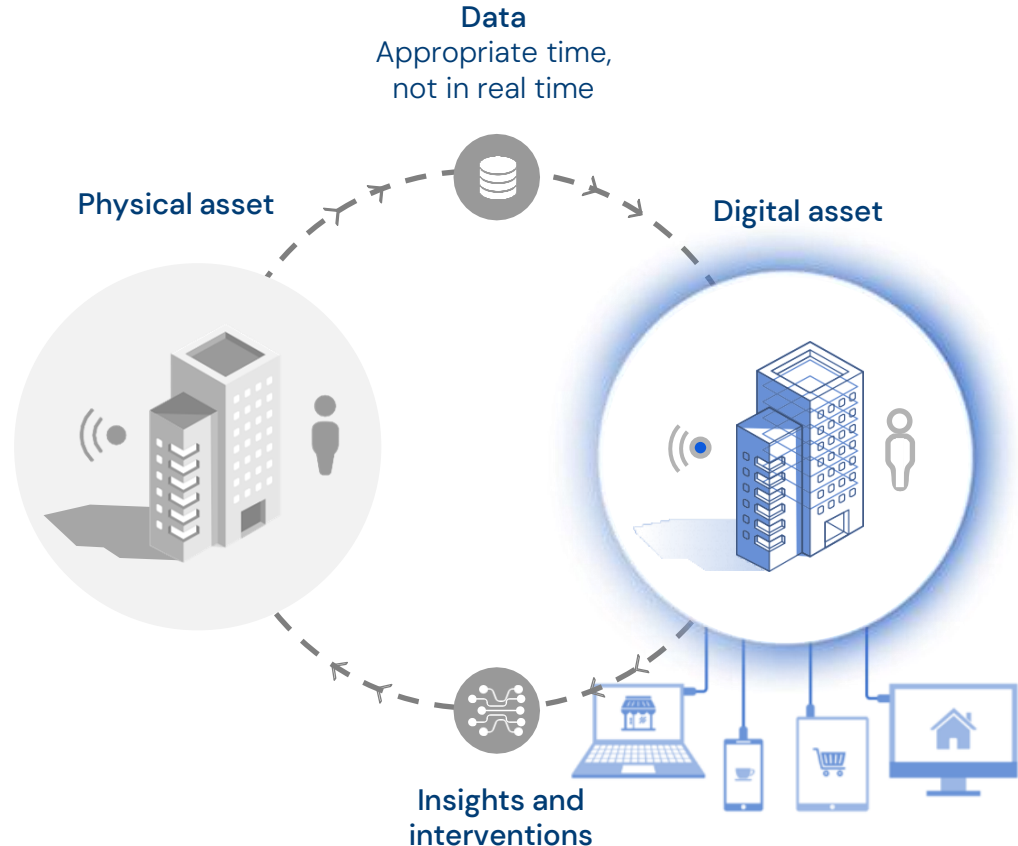 Data
Appropriate time,
not in real time
Physical asset
Digital asset
Insights and
interventions